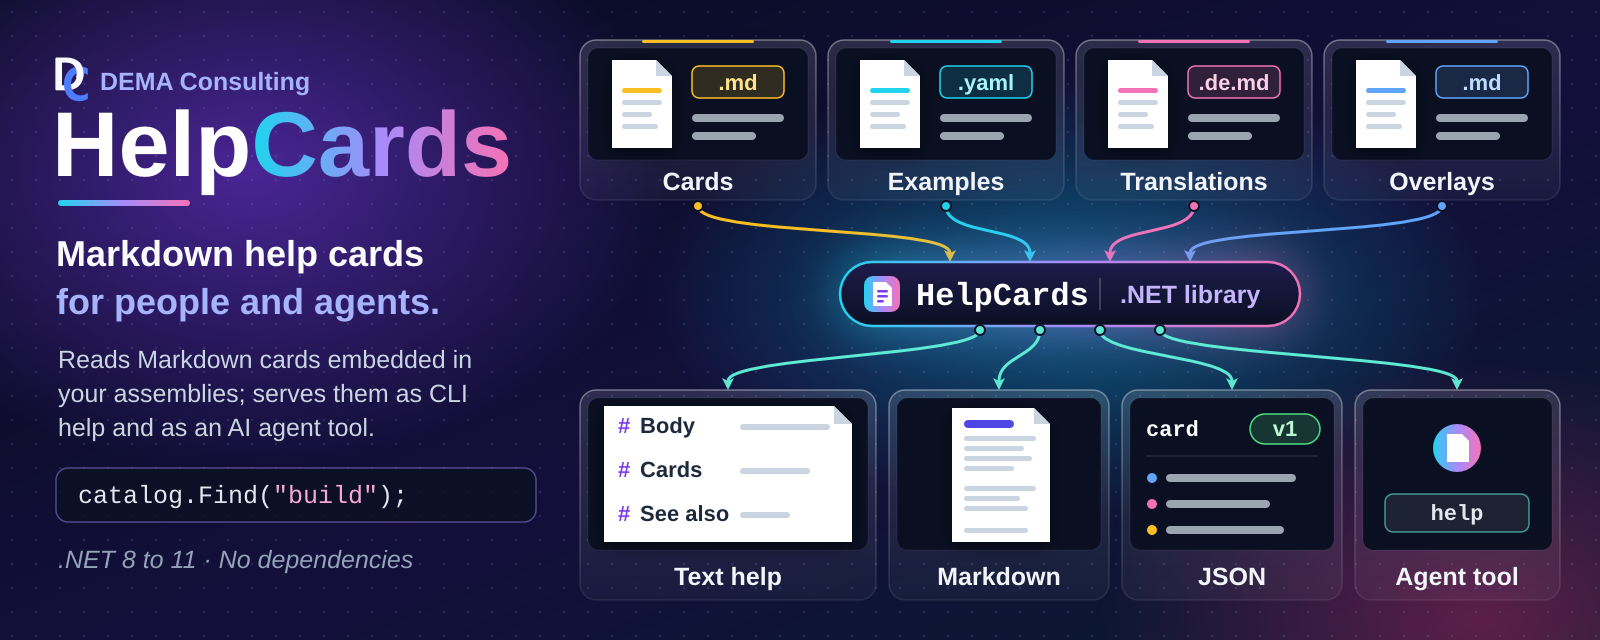 DC DEMA Consulting
HelpCards
Markdown help cards
for people and agents.
Reads Markdown cards embedded in
your assemblies; serves them as CLI
help and as an AI agent tool.
catalog.Find("build");
.NET 8 to 11 · No dependencies
.md
Cards
.yaml
Examples
.de.md
Translations
.md
Overlays
HelpCards .NET library
# Body
# Cards
# See also
Text help
Markdown
card v1
JSON
help
Agent tool